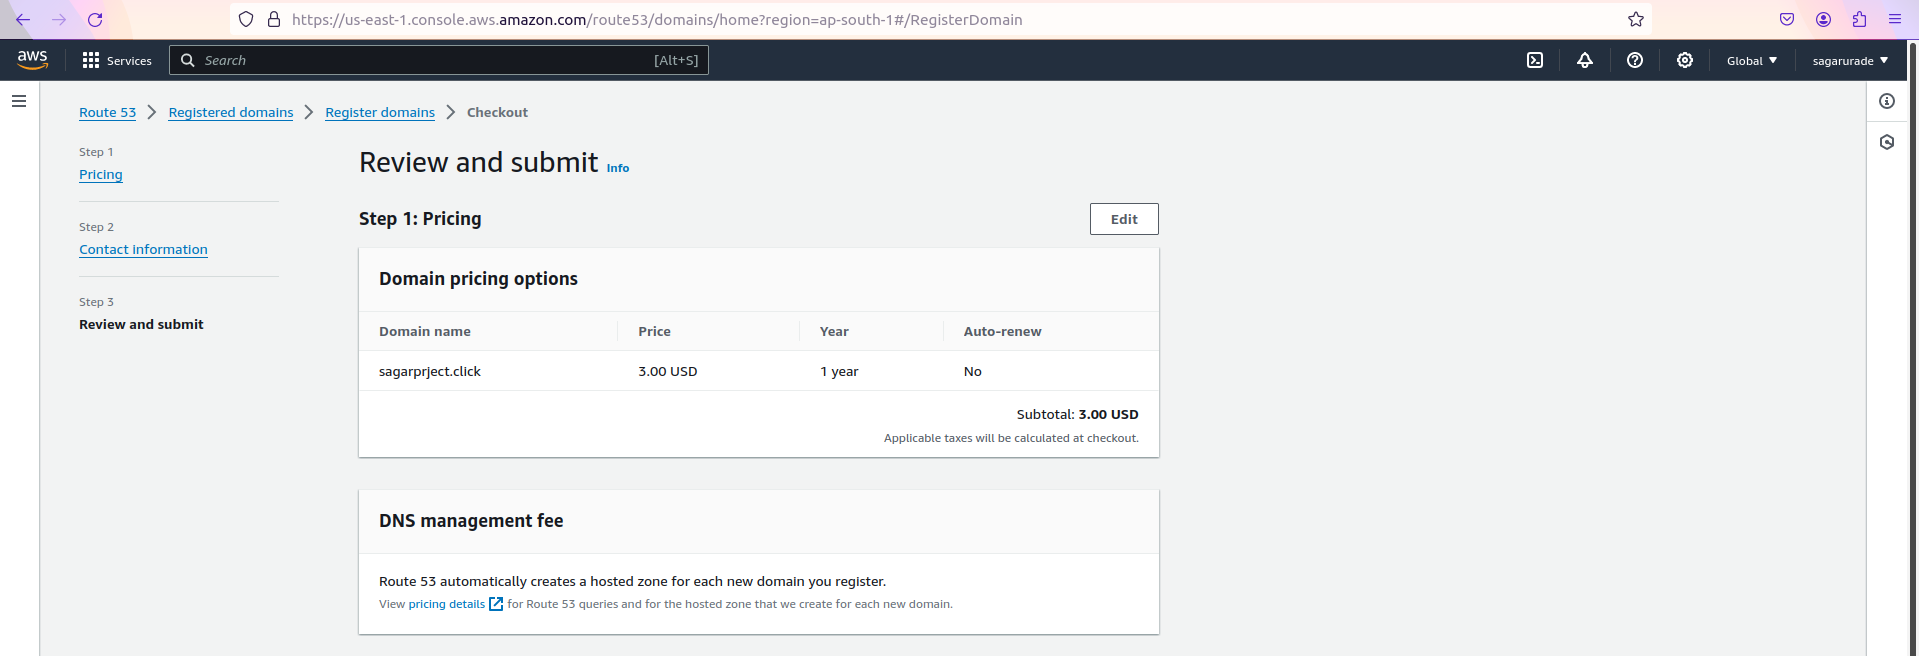 https://us-east-1.console.aws.amazon.com/route53/domains/home?region=ap-south-1#/RegisterDomain
aws Services Search [Alt+S] Global sagarurade
Route 53 Registered domains Register domains Checkout
Step 1
Pricing
Step 2
Contact information
Step 3
Review and submit
Review and submit Info
Step 1: Pricing Edit
Domain pricing options
Domain name Price Year Auto-renew
sagarprject.click 3.00 USD 1 year No
Subtotal: 3.00 USD
Applicable taxes will be calculated at checkout.
DNS management fee
Route 53 automatically creates a hosted zone for each new domain you register.
View pricing details for Route 53 queries and for the hosted zone that we create for each new domain.